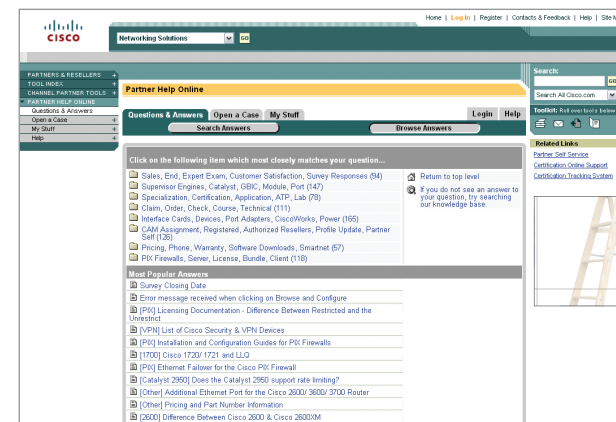 Home | Log In | Register | Contacts & Feedback | Help | Site M
CISCO
Networking Solutions
GO
PARTNERS & RESELLERS +
TOOL INDEX +
CHANNEL PARTNER TOOLS +
PARTNER HELP ONLINE
Questions & Answers
Open a Case +
My Stuff +
Help +
Partner Help Online
Questions & Answers
Open a Case
My Stuff
Login
Help
Search Answers
Browse Answers
Click on the following item which most closely matches your question...
Sales, End, Expert Exam, Customer Satisfaction, Survey Responses (94)
Supervisor Engines, Catalyst, GBIC, Module, Port (147)
Specialization, Certification, Application, ATP, Lab (78)
Claim, Order, Check, Course, Technical (111)
Interface Cards, Devices, Port Adapters, CiscoWorks, Power (165)
CAM Assignment, Registered, Authorized Resellers, Profile Update, Partner
Self (126)
Pricing, Phone, Warranty, Software Downloads, Smartnet (57)
PIX Firewalls, Server, License, Bundle, Client (118)
Return to top level
If you do not see an answer to
your question, try searching
our knowledge base.
Most Popular Answers
Survey Closing Date
Error message received when clicking on Browse and Configure
[PIX] Licensing Documentation - Difference Between Restricted and the
Unrestrict
[VPN] List of Cisco Security & VPN Devices
[PIX] Installation and Configuration Guides for PIX Firewalls
[1700] Cisco 1720/ 1721 and LLQ
[PIX] Ethernet Failover for the Cisco PIX Firewall
[Catalyst 2950] Does the Catalyst 2950 support rate limiting?
[Other] Additional Ethernet Port for the Cisco 2600/ 3600/ 3700 Router
[Other] Pricing and Part Number Information
[2600] Difference Between Cisco 2600 & Cisco 2600XM
Search:
GO
Search All Cisco.com
Toolkit: Roll over tools below
Related Links
Partner Self Service
Certification Online Support
Certification Tracking System